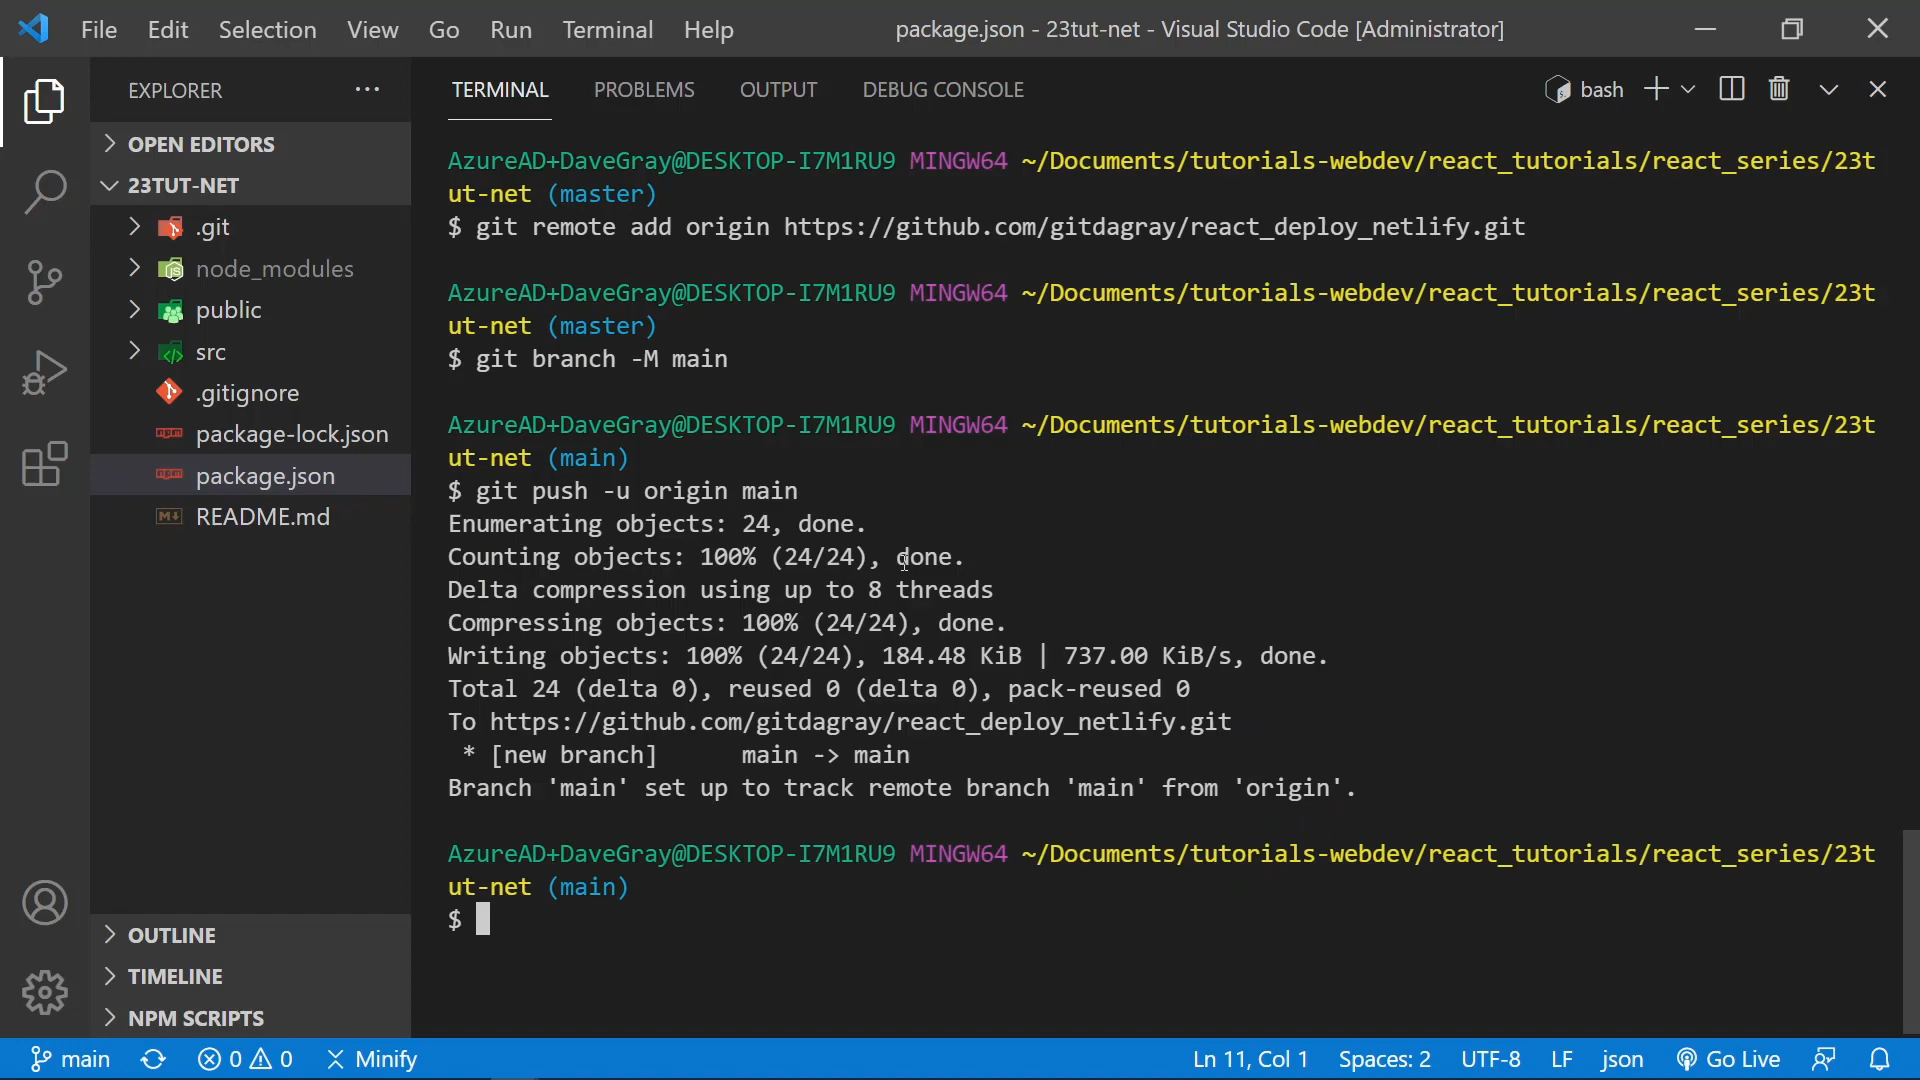 File Edit Selection View Go Run Terminal Help package.json - 23tut-net - Visual Studio Code [Administrator]
EXPLORER ...
OPEN EDITORS
23TUT-NET
.git
node_modules
public
src
.gitignore
package-lock.json
package.json
README.md
OUTLINE
TIMELINE
NPM SCRIPTS
TERMINAL PROBLEMS OUTPUT DEBUG CONSOLE bash
AzureAD+DaveGray@DESKTOP-I7M1RU9 MINGW64 ~/Documents/tutorials-webdev/react_tutorials/react_series/23t
ut-net (master)
$ git remote add origin https://github.com/gitdagray/react_deploy_netlify.git
AzureAD+DaveGray@DESKTOP-I7M1RU9 MINGW64 ~/Documents/tutorials-webdev/react_tutorials/react_series/23t
ut-net (master)
$ git branch -M main
AzureAD+DaveGray@DESKTOP-I7M1RU9 MINGW64 ~/Documents/tutorials-webdev/react_tutorials/react_series/23t
ut-net (main)
$ git push -u origin main
Enumerating objects: 24, done.
Counting objects: 100% (24/24), done.
Delta compression using up to 8 threads
Compressing objects: 100% (24/24), done.
Writing objects: 100% (24/24), 184.48 KiB | 737.00 KiB/s, done.
Total 24 (delta 0), reused 0 (delta 0), pack-reused 0
To https://github.com/gitdagray/react_deploy_netlify.git
 * [new branch]      main -> main
Branch 'main' set up to track remote branch 'main' from 'origin'.
AzureAD+DaveGray@DESKTOP-I7M1RU9 MINGW64 ~/Documents/tutorials-webdev/react_tutorials/react_series/23t
ut-net (main)
$
main 0 0 Minify Ln 11, Col 1 Spaces: 2 UTF-8 LF json Go Live